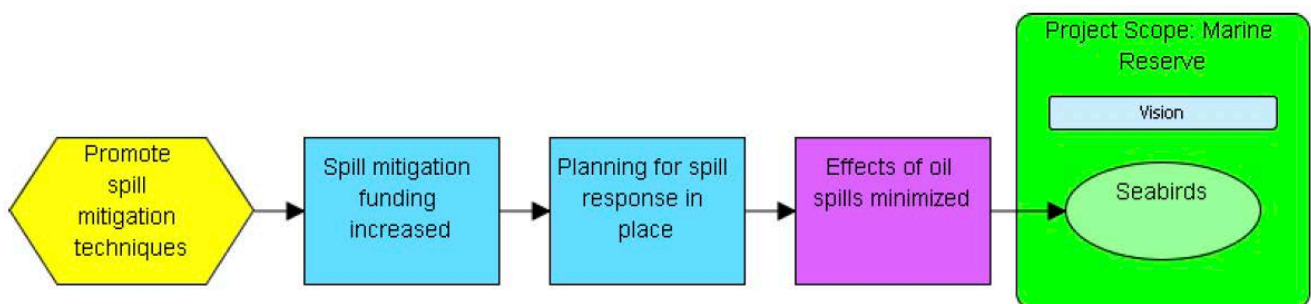 Promote
spill
mitigation
techniques
Spill mitigation
funding
increased
Planning for spill
response in
place
Effects of oil
spills minimized
Project Scope: Marine
Reserve
Vision
Seabirds